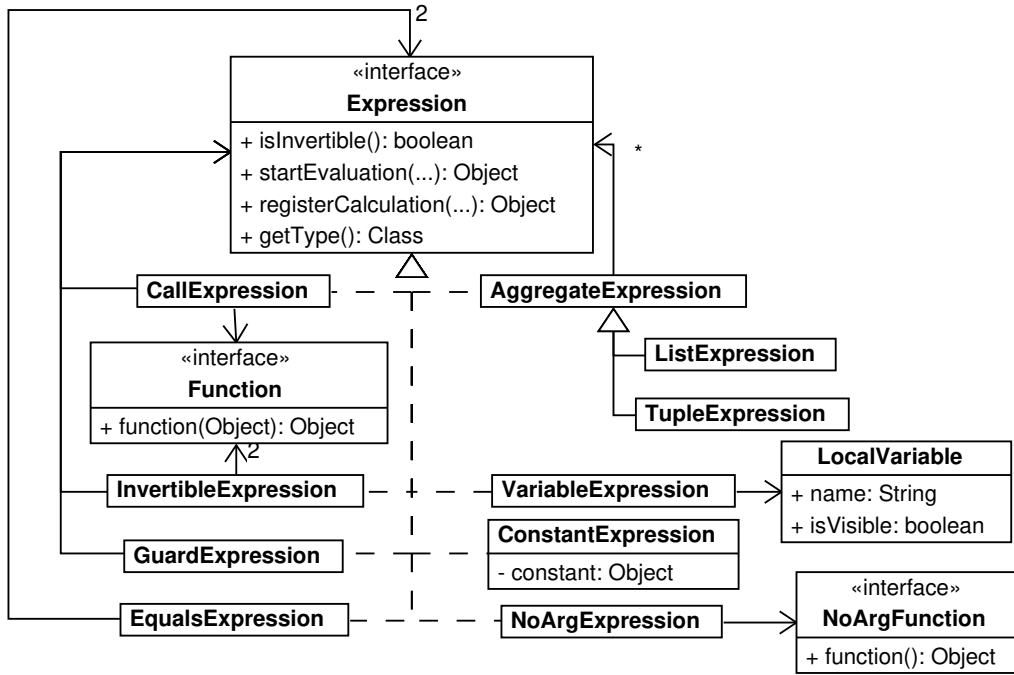 2
«interface»
Expression
+ isInvertible(): boolean
+ startEvaluation(...): Object
+ registerCalculation(...): Object
+ getType(): Class
*
CallExpression
AggregateExpression
«interface»
Function
+ function(Object): Object
2
ListExpression
TupleExpression
InvertibleExpression
VariableExpression
LocalVariable
+ name: String
+ isVisible: boolean
GuardExpression
ConstantExpression
- constant: Object
EqualsExpression
NoArgExpression
«interface»
NoArgFunction
+ function(): Object